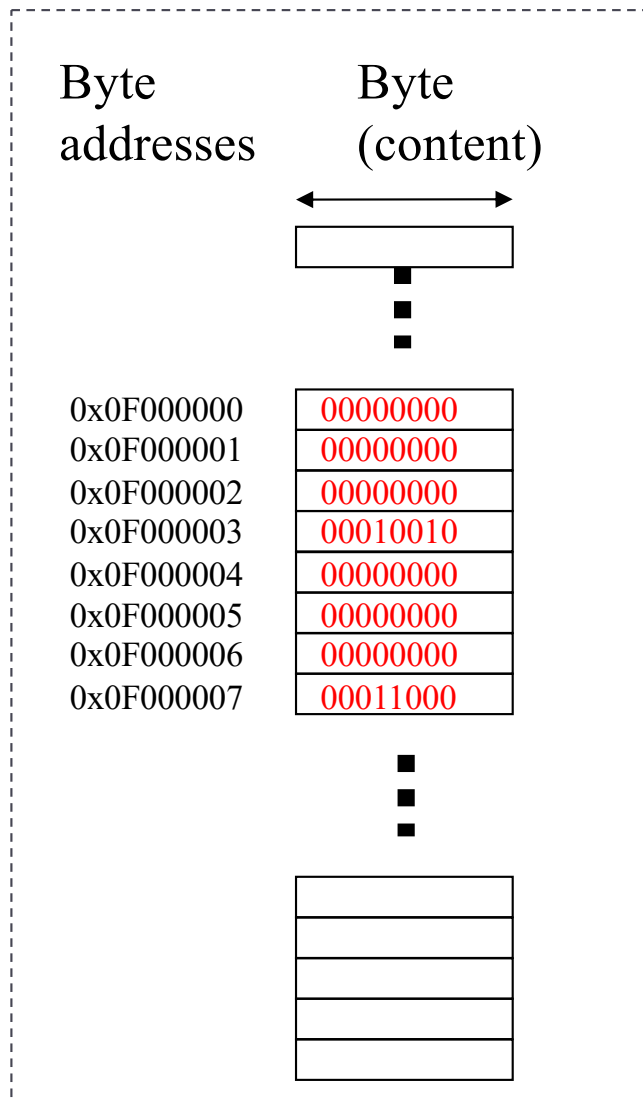 Byte addresses
Byte (content)
0x0F000000 00000000
0x0F000001 00000000
0x0F000002 00000000
0x0F000003 00010010
0x0F000004 00000000
0x0F000005 00000000
0x0F000006 00000000
0x0F000007 00011000